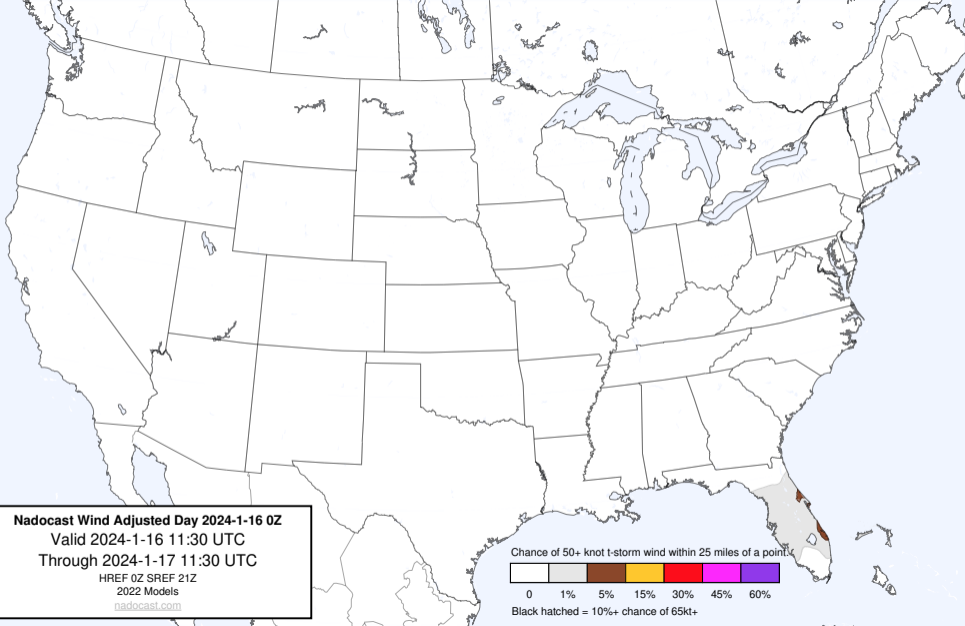 Nadocast Wind Adjusted Day 2024-1-16 0Z
Valid 2024-1-16 11:30 UTC
Through 2024-1-17 11:30 UTC
HREF 0Z SREF 21Z
2022 Models
nadocast.com
Chance of 50+ knot t-storm wind within 25 miles of a point.
0 1% 5% 15% 30% 45% 60%
Black hatched = 10%+ chance of 65kt+